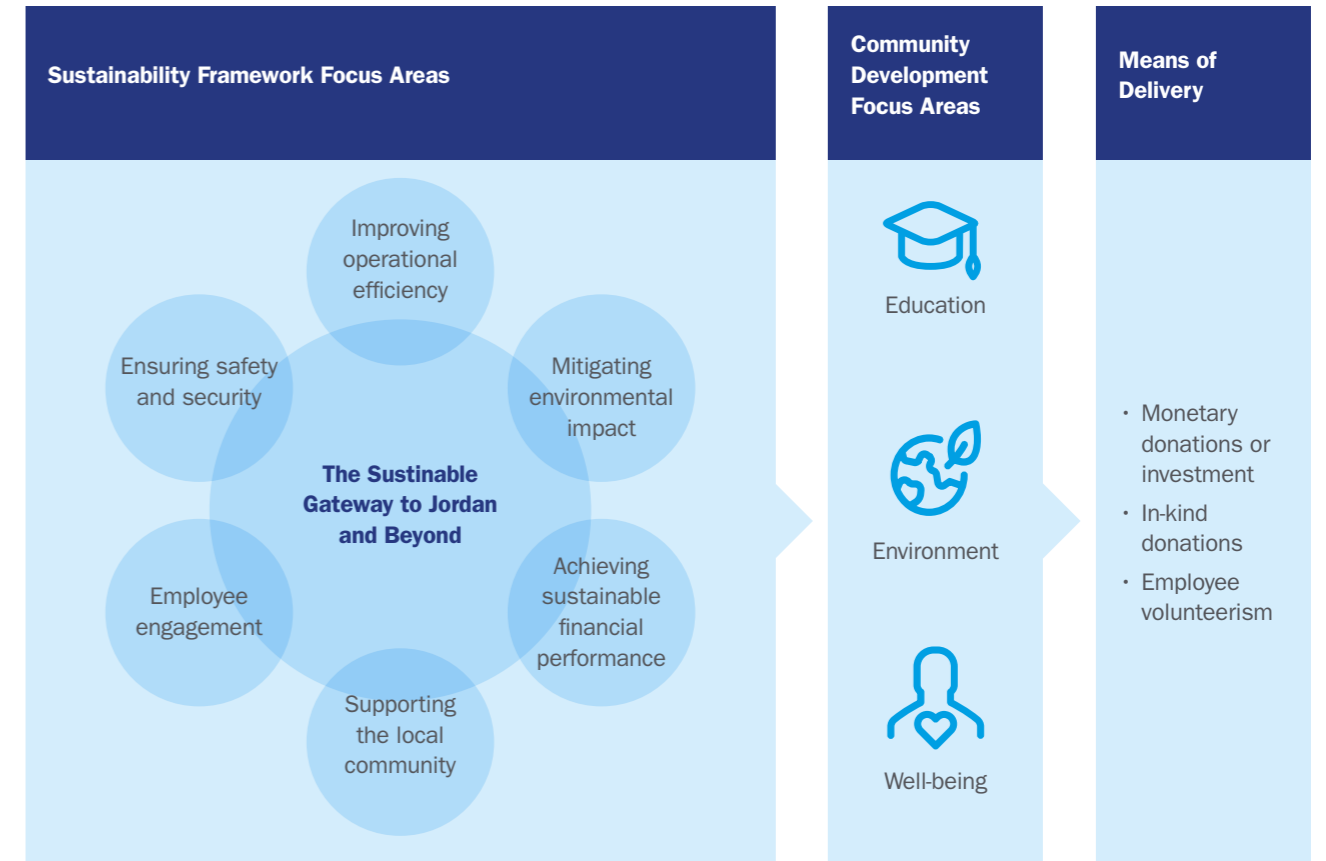 Sustainability Framework Focus Areas
Improving
operational
efficiency
Ensuring safety
and security
Mitigating
environmental
impact
The Sustinable
Gateway to Jordan
and Beyond
Employee
engagement
Achieving
sustainable
financial
performance
Supporting
the local
community
Community
Development
Focus Areas
Education
Environment
Well-being
Means of
Delivery
· Monetary
donations or
investment
· In-kind
donations
· Employee
volunteerism